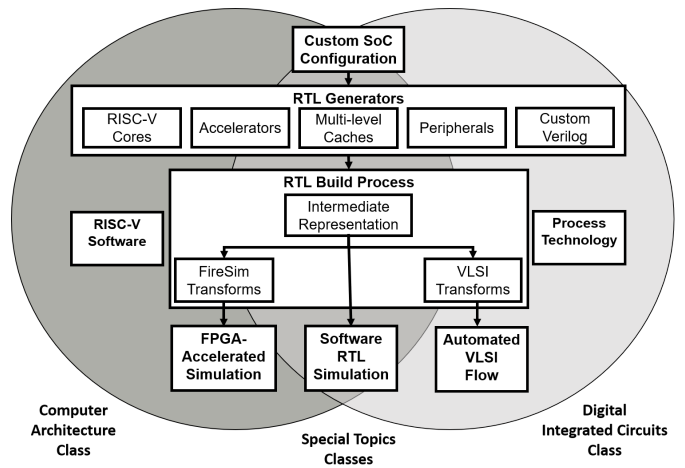 Custom SoC
Configuration
RTL Generators
RISC-V
Cores
Accelerators
Multi-level
Caches
Peripherals
Custom
Verilog
RTL Build Process
Intermediate
Representation
RISC-V
Software
Process
Technology
FireSim
Transforms
VLSI
Transforms
FPGA-
Accelerated
Simulation
Software
RTL
Simulation
Automated
VLSI
Flow
Computer
Architecture
Class
Special Topics
Classes
Digital
Integrated Circuits
Class